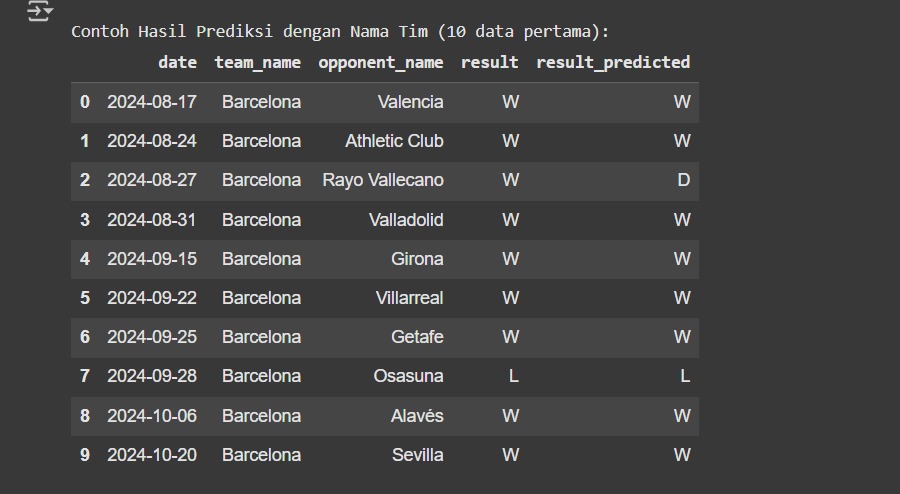 Contoh Hasil Prediksi dengan Nama Tim (10 data pertama):
date team_name opponent_name result result_predicted
0 2024-08-17 Barcelona Valencia W W
1 2024-08-24 Barcelona Athletic Club W W
2 2024-08-27 Barcelona Rayo Vallecano W D
3 2024-08-31 Barcelona Valladolid W W
4 2024-09-15 Barcelona Girona W W
5 2024-09-22 Barcelona Villarreal W W
6 2024-09-25 Barcelona Getafe W W
7 2024-09-28 Barcelona Osasuna L L
8 2024-10-06 Barcelona Alavés W W
9 2024-10-20 Barcelona Sevilla W W